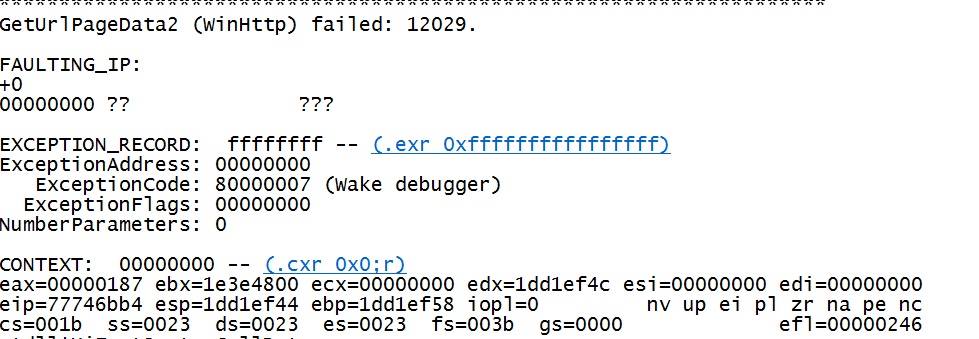 *********************************************************************
GetUrlPageData2 (WinHttp) failed: 12029.
FAULTING_IP:
+0
00000000 ?? ???
EXCEPTION_RECORD: ffffffff -- (.exr 0xffffffffffffffff)
ExceptionAddress: 00000000
ExceptionCode: 80000007 (Wake debugger)
ExceptionFlags: 00000000
NumberParameters: 0
CONTEXT: 00000000 -- (.cxr 0x0;r)
eax=00000187 ebx=1e3e4800 ecx=00000000 edx=1dd1ef4c esi=00000000 edi=00000000
eip=77746bb4 esp=1dd1ef44 ebp=1dd1ef58 iopl=0 nv up ei pl zr na pe nc
cs=001b ss=0023 ds=0023 es=0023 fs=003b gs=0000 efl=00000246